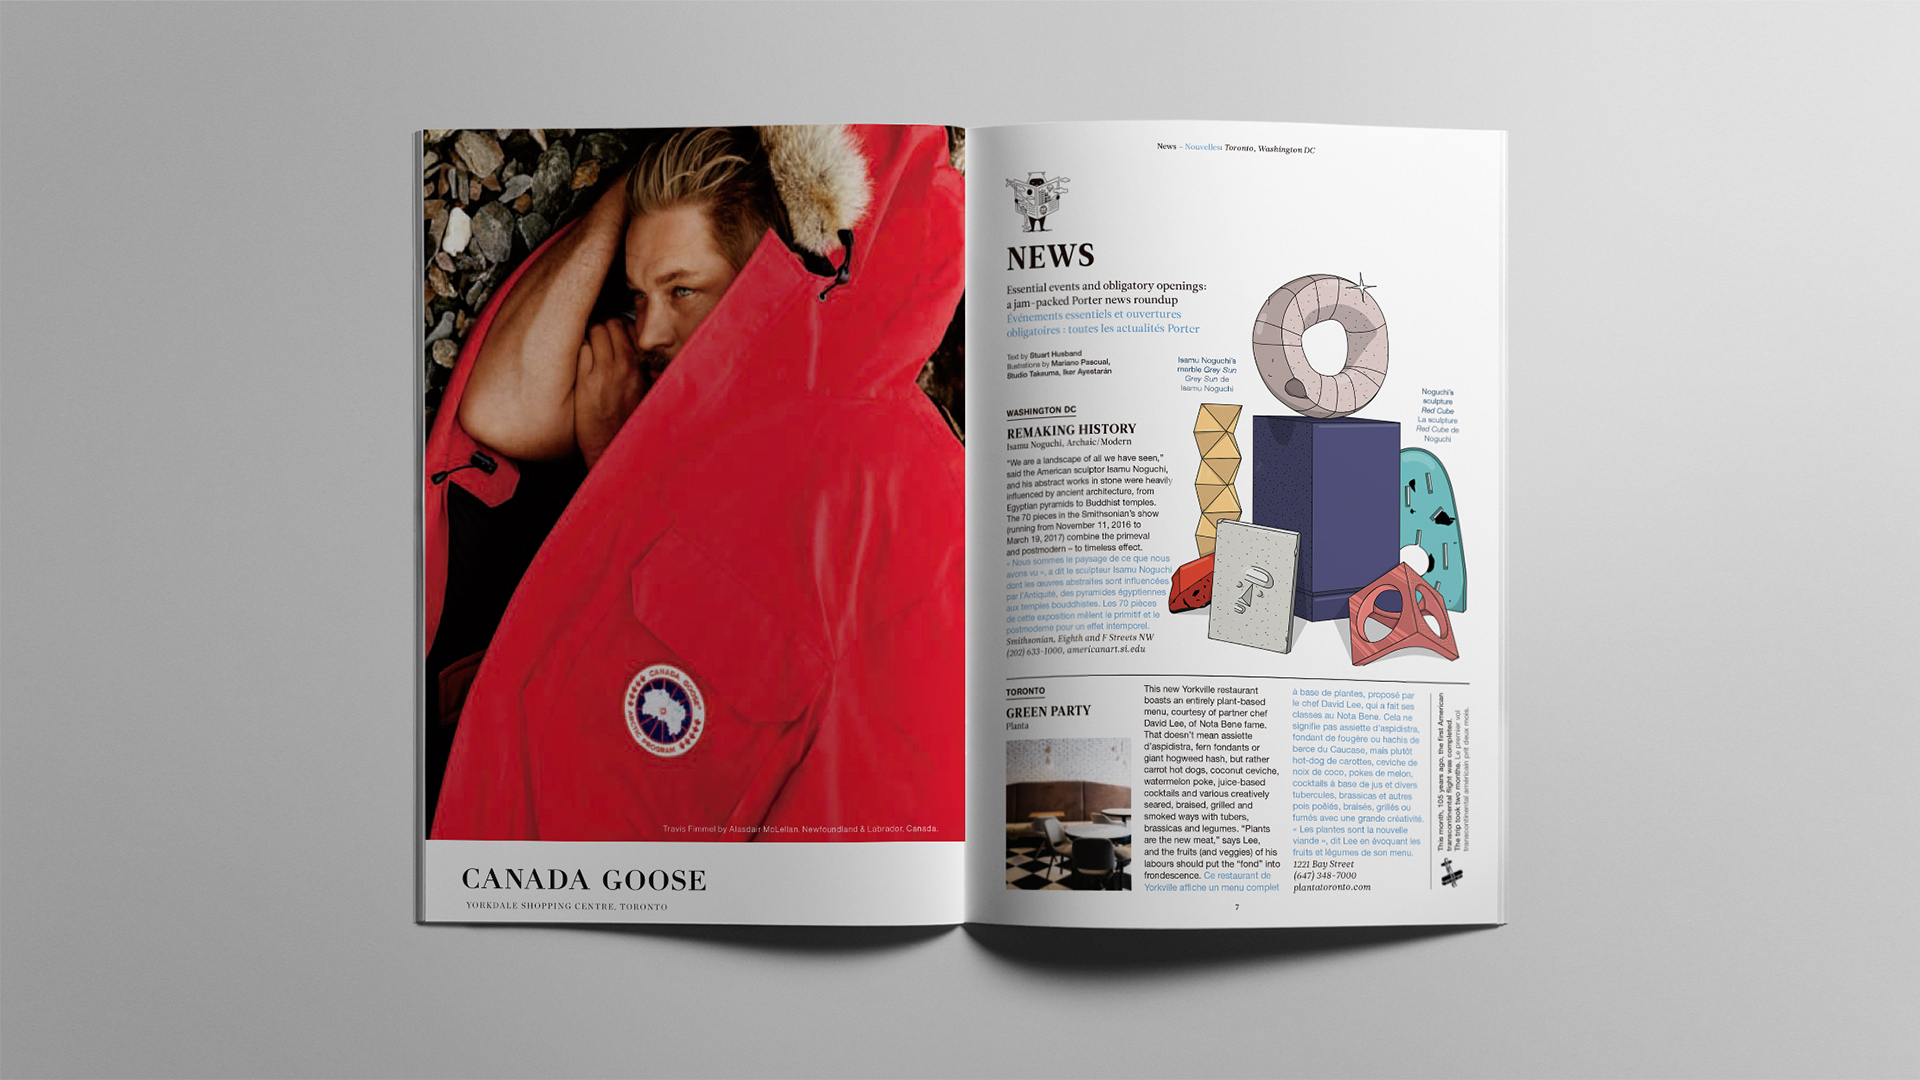 CANADA GOOSE
ARCTIC PROGRAM
Travis Fimmel by Alasdair McLellan. Newfoundland & Labrador, Canada.
CANADA GOOSE
YORKDALE SHOPPING CENTRE, TORONTO
News – Nouvelles: Toronto, Washington DC
NEWS
Essential events and obligatory openings:
a jam-packed Porter news roundup
Événements essentiels et ouvertures
obligatoires : toutes les actualités Porter
Text by Stuart Husband
Illustrations by Mariano Pascual,
Studio Takeuma, Iker Ayestarán
Isamu Noguchi's
marble Grey Sun
Grey Sun de
Isamu Noguchi
Noguchi's
sculpture
Red Cube
La sculpture
Red Cube de
Noguchi
WASHINGTON DC
REMAKING HISTORY
Isamu Noguchi, Archaic/Modern
"We are a landscape of all we have seen,"
said the American sculptor Isamu Noguchi,
and his abstract works in stone were heavily
influenced by ancient architecture, from
Egyptian pyramids to Buddhist temples.
The 70 pieces in the Smithsonian's show
(running from November 11, 2016 to
March 19, 2017) combine the primeval
and postmodern – to timeless effect.
« Nous sommes le paysage de ce que nous
avons vu », a dit le sculpteur Isamu Noguchi
dont les œuvres abstraites sont influencées
par l'Antiquité, des pyramides égyptiennes
aux temples bouddhistes. Les 70 pièces
de cette exposition mêlent le primitif et le
postmoderne pour un effet intemporel.
Smithsonian, Eighth and F Streets NW
(202) 633-1000, americanart.si.edu
TORONTO
GREEN PARTY
Planta
This new Yorkville restaurant
boasts an entirely plant-based
menu, courtesy of partner chef
David Lee, of Nota Bene fame.
That doesn't mean assiette
d'aspidistra, fern fondants or
giant hogweed hash, but rather
carrot hot dogs, coconut ceviche,
watermelon poke, juice-based
cocktails and various creatively
seared, braised, grilled and
smoked ways with tubers,
brassicas and legumes. "Plants
are the new meat," says Lee,
and the fruits (and veggies) of his
labours should put the "fond" into
frondescence. Ce restaurant de
Yorkville affiche un menu complet
à base de plantes, proposé par
le chef David Lee, qui a fait ses
classes au Nota Bene. Cela ne
signifie pas assiette d'aspidistra,
fondant de fougère ou hachis de
berce du Caucase, mais plutôt
hot-dog de carottes, ceviche de
noix de coco, pokes de melon,
cocktails à base de jus et divers
tubercules, brassicas et autres
pois poêlés, braisés, grillés ou
fumés avec une grande créativité.
« Les plantes sont la nouvelle
viande », dit Lee en évoquant les
fruits et légumes de son menu.
1221 Bay Street
(647) 348-7000
plantatoronto.com
This month, 105 years ago, the first American
transcontinental flight was completed.
The trip took two months. Le premier vol
transcontinental américain prit deux mois.
7